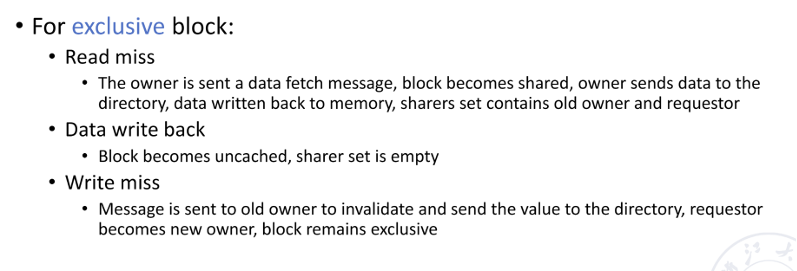 • For exclusive block:
• Read miss
• The owner is sent a data fetch message, block becomes shared, owner sends data to the
directory, data written back to memory, sharers set contains old owner and requestor
• Data write back
• Block becomes uncached, sharer set is empty
• Write miss
• Message is sent to old owner to invalidate and send the value to the directory, requestor
becomes new owner, block remains exclusive